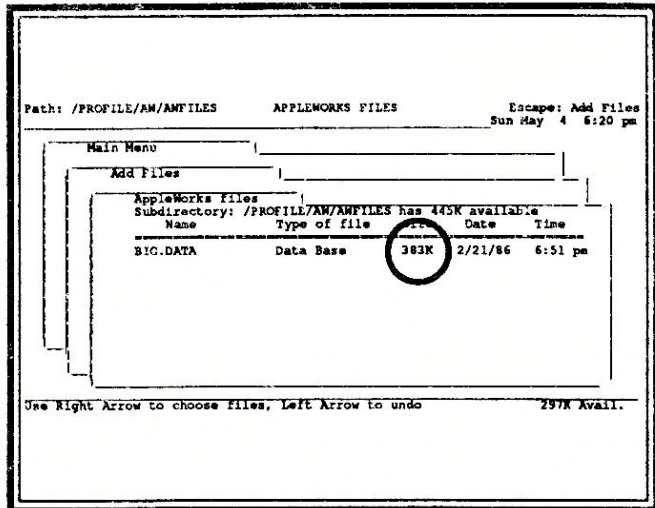 Path: /PROFILE/AW/AWFILES APPLEWORKS FILES Escape: Add Files
Sun May 4 6:20 pm
Main Menu
Add Files
AppleWorks files
Subdirectory: /PROFILE/AW/AWFILES has 445K available
Name Type of file Size Date Time
BIG.DATA Data Base 383K 2/21/86 6:51 pm
Use Right Arrow to choose files, Left Arrow to undo 297K Avail.